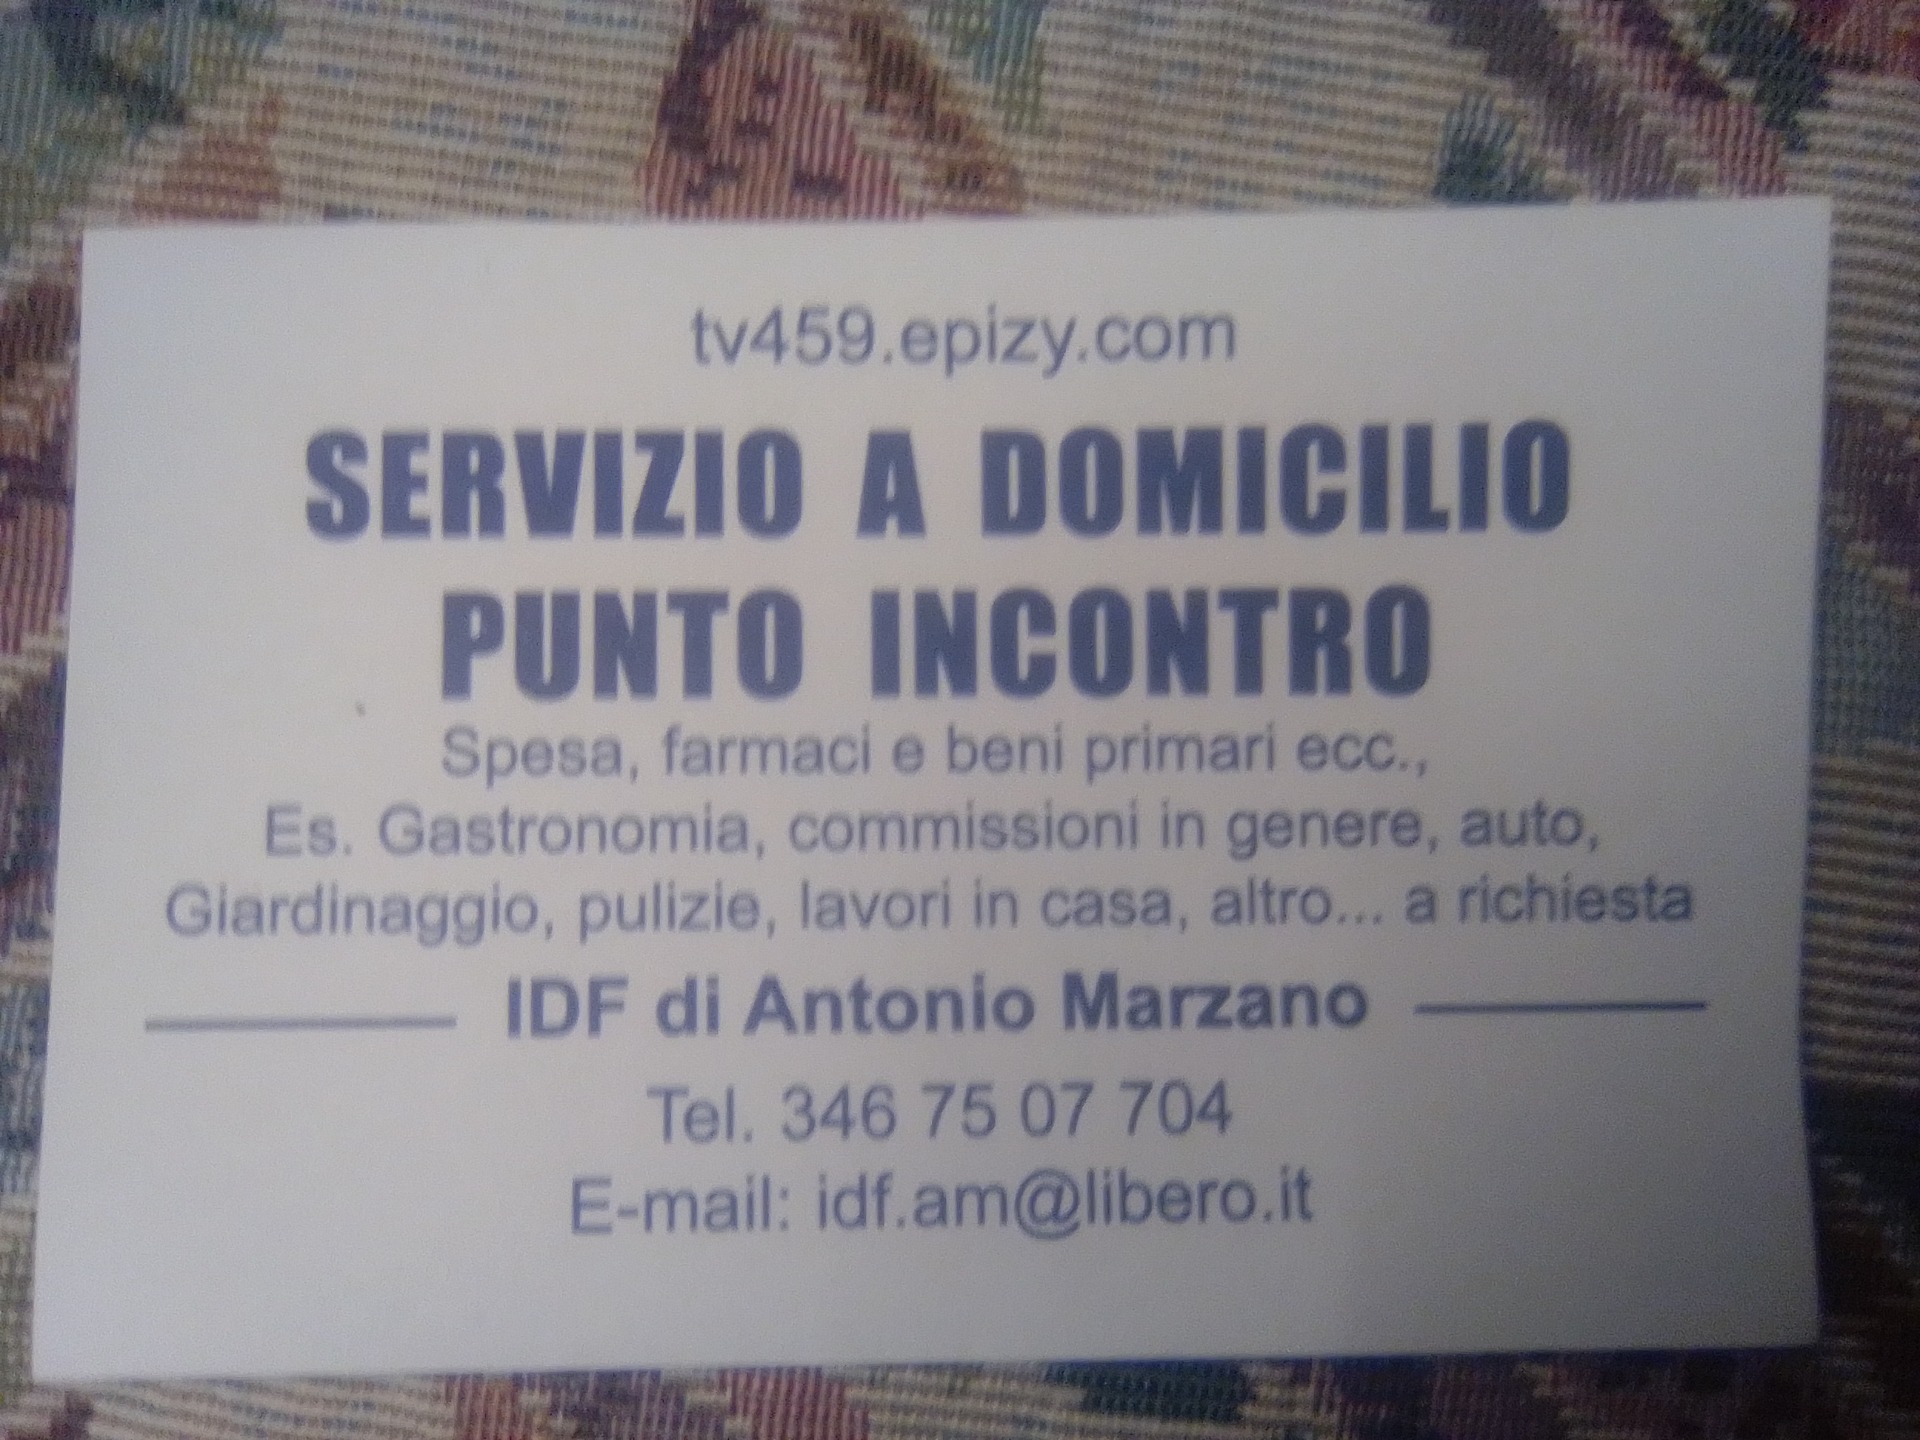 tv459.epizy.com
SERVIZIO A DOMICILIO
PUNTO INCONTRO
Spesa, farmaci e beni primari ecc.,
Es. Gastronomia, commissioni in genere, auto,
Giardinaggio, pulizie, lavori in casa, altro... a richiesta
IDF di Antonio Marzano
Tel. 346 75 07 704
E-mail: idf.am@libero.it